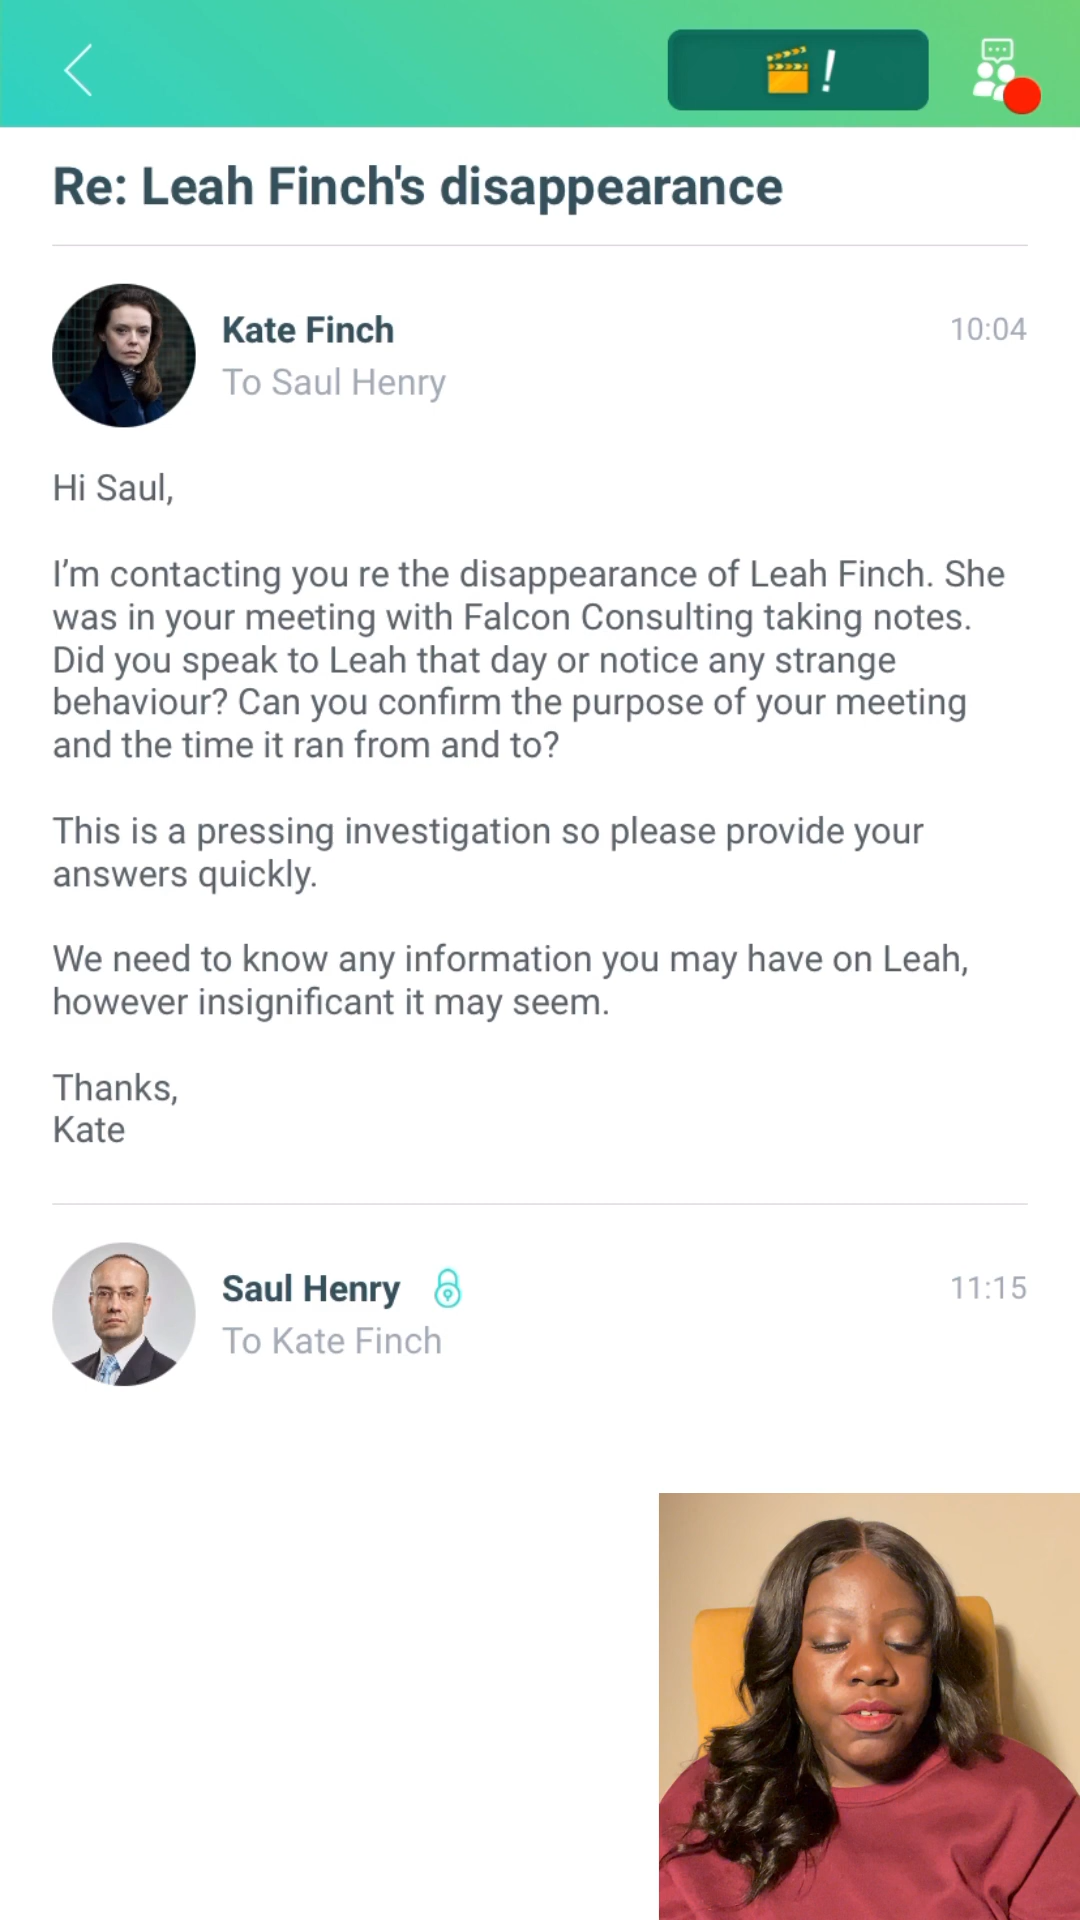 Re: Leah Finch's disappearance
Kate Finch
10:04
To Saul Henry
Hi Saul,
I’m contacting you re the disappearance of Leah Finch. She
was in your meeting with Falcon Consulting taking notes.
Did you speak to Leah that day or notice any strange
behaviour? Can you confirm the purpose of your meeting
and the time it ran from and to?
This is a pressing investigation so please provide your
answers quickly.
We need to know any information you may have on Leah,
however insignificant it may seem.
Thanks,
Kate
Saul Henry
11:15
To Kate Finch